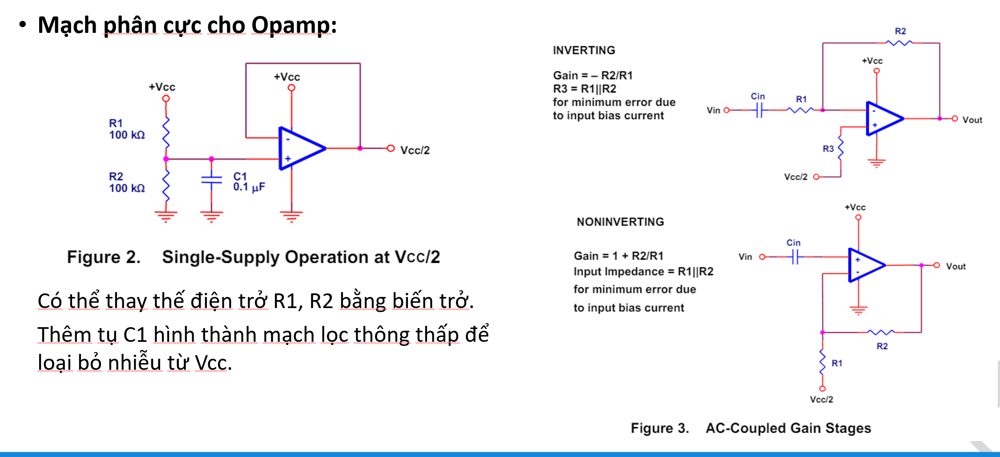 • Mạch phân cực cho Opamp:
+Vcc
+Vcc
R1
100 kΩ
-
+
Vcc/2
R2
100 kΩ
C1
0.1 µF
Figure 2. Single-Supply Operation at VCC/2
Có thể thay thế điện trở R1, R2 bằng biến trở.
Thêm tụ C1 hình thành mạch lọc thông thấp để
loại bỏ nhiễu từ Vcc.
INVERTING
Gain = – R2/R1
R3 = R1||R2
for minimum error due
to input bias current
R2
+Vcc
Cin
R1
Vin
-
+
Vout
R3
Vcc/2
NONINVERTING
Gain = 1 + R2/R1
Input Impedance = R1||R2
for minimum error due
to input bias current
+Vcc
Cin
Vin
+
-
Vout
R2
R1
Vcc/2
Figure 3. AC-Coupled Gain Stages